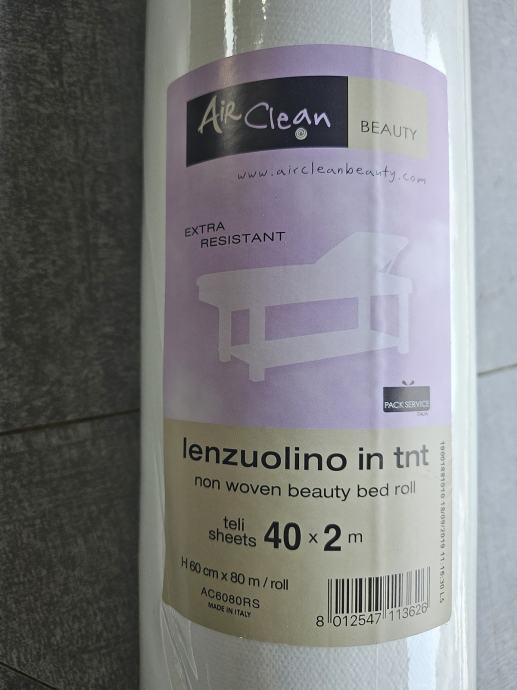 Air Clean
BEAUTY
www.aircleanbeauty.com
EXTRA
RESISTANT
PACK SERVICE
ITALIA
lenzuolino in tnt
non woven beauty bed roll
teli
sheets 40 x 2 m
H 60 cm x 80 m / roll
AC6080RS
MADE IN ITALY
8 012547 113626